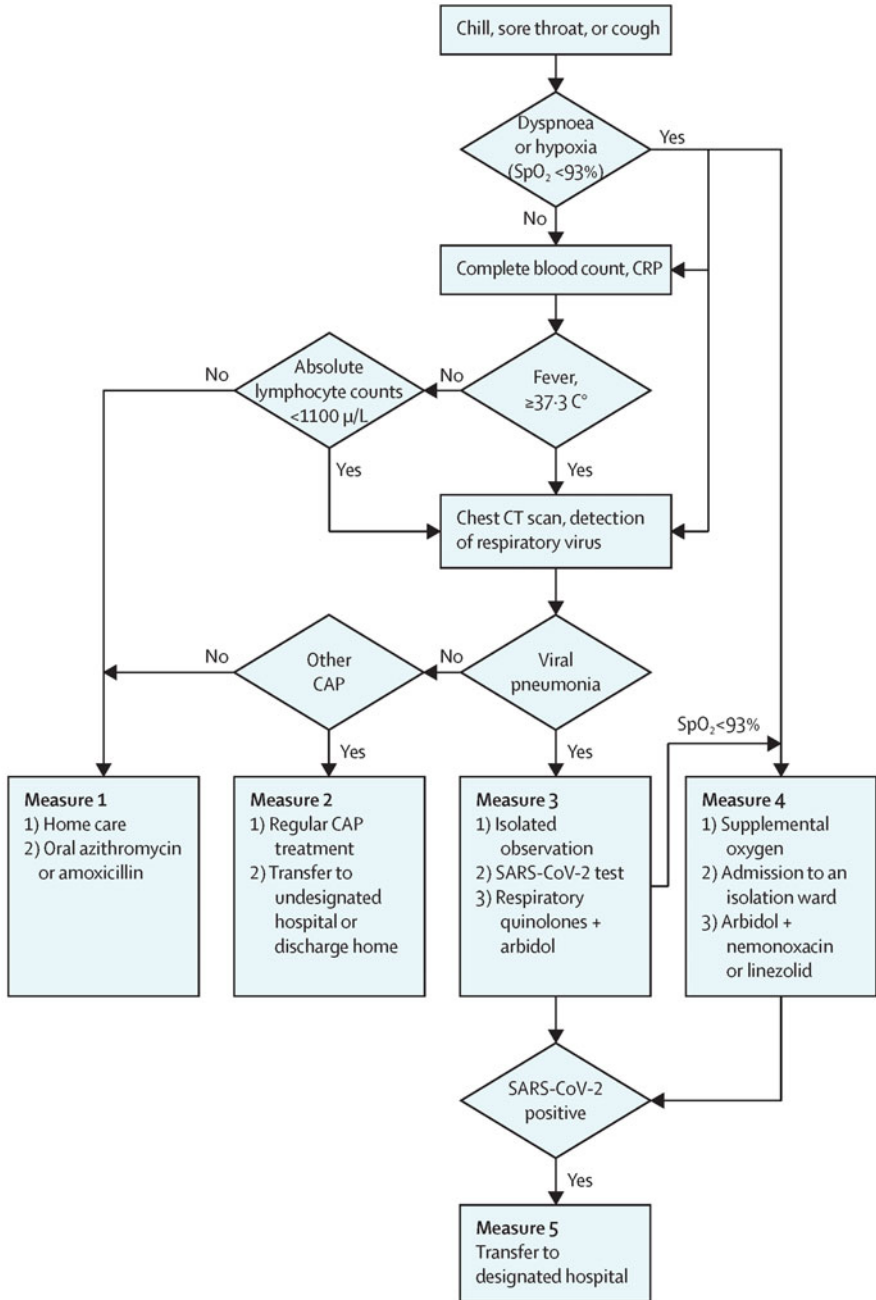 Chill, sore throat, or cough
Dyspnoea
or hypoxia
(SpO₂ <93%)
Yes
No
Complete blood count, CRP
No
Absolute
lymphocyte counts
<1100 µ/L
No
Fever,
≥37·3 C°
Yes
Yes
Chest CT scan, detection
of respiratory virus
No
Other
CAP
No
Viral
pneumonia
SpO₂<93%
Yes
Yes
Measure 1
1) Home care
2) Oral azithromycin
or amoxicillin
Measure 2
1) Regular CAP
treatment
2) Transfer to
undesignated
hospital or
discharge home
Measure 3
1) Isolated
observation
2) SARS-CoV-2 test
3) Respiratory
quinolones +
arbidol
Measure 4
1) Supplemental
oxygen
2) Admission to an
isolation ward
3) Arbidol +
nemonoxacin
or linezolid
SARS-CoV-2
positive
Yes
Measure 5
Transfer to
designated hospital